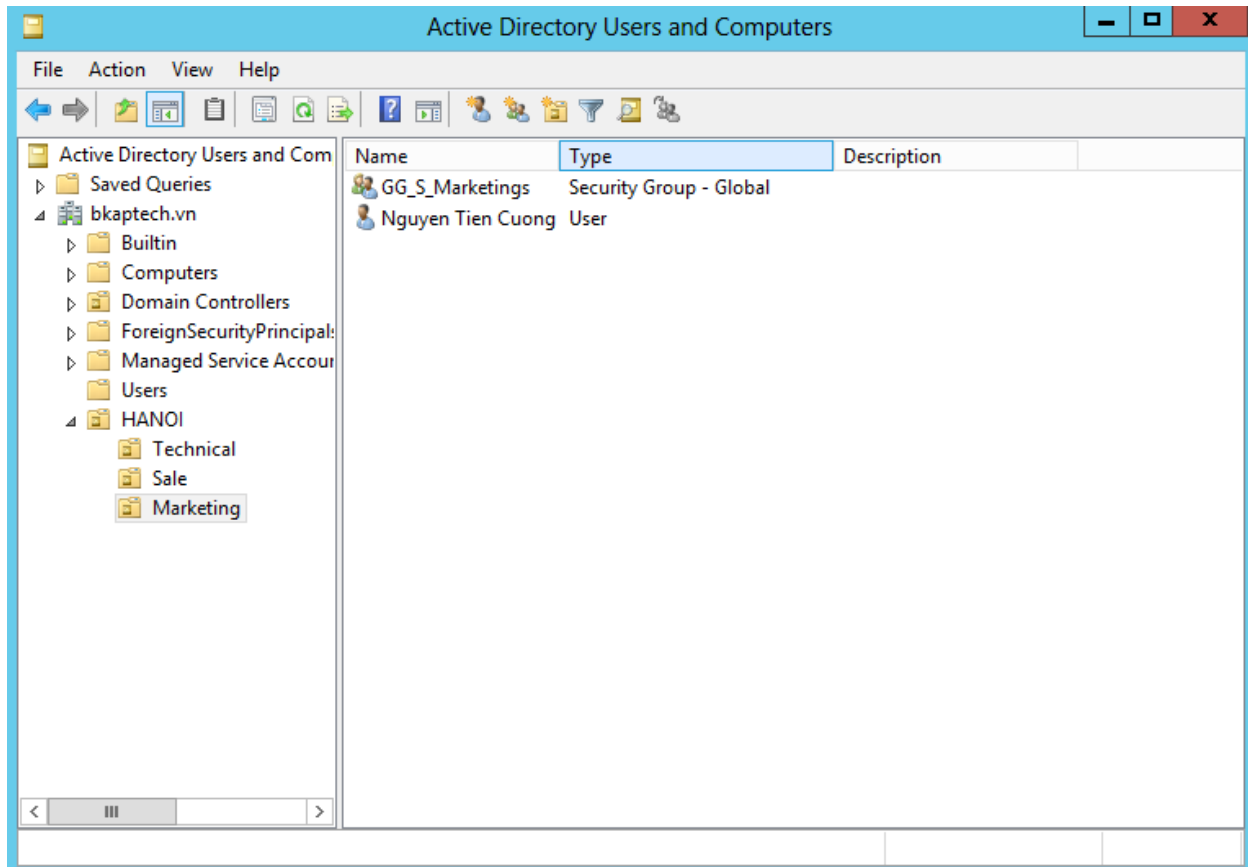 Active Directory Users and Computers
File Action View Help
Active Directory Users and Com
Saved Queries
bkaptech.vn
Builtin
Computers
Domain Controllers
ForeignSecurityPrincipals
Managed Service Accour
Users
HANOI
Technical
Sale
Marketing
Name Type Description
GG_S_Marketings Security Group - Global
Nguyen Tien Cuong User